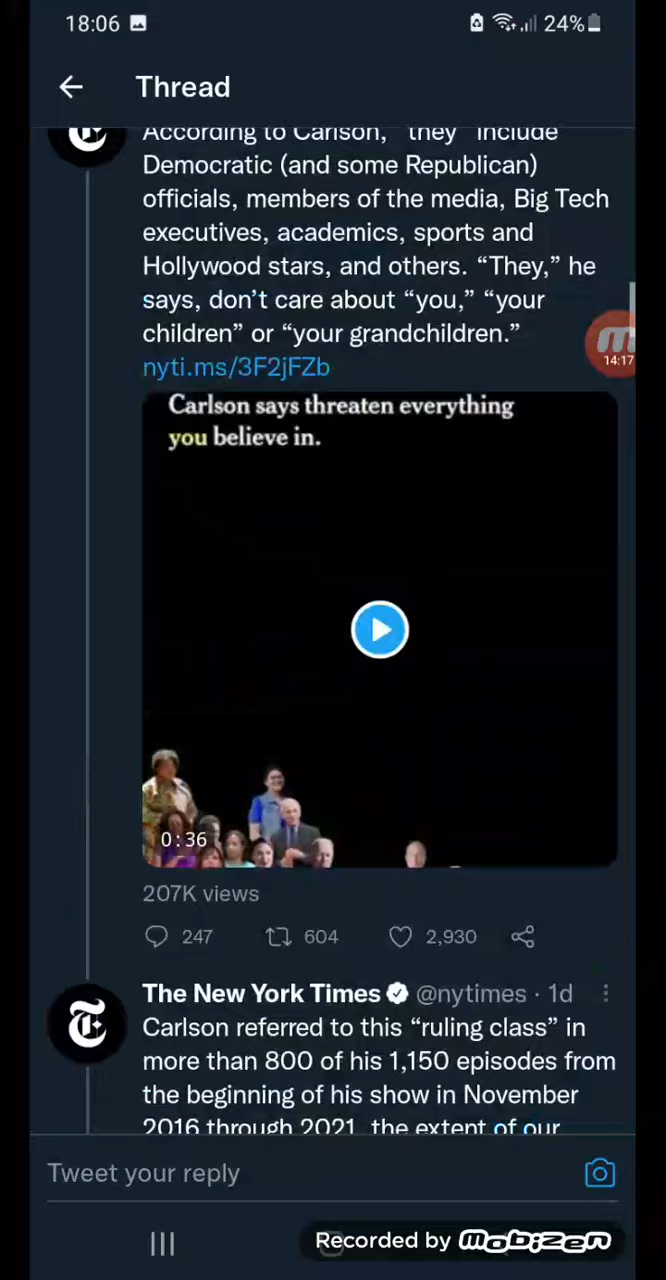 18:06
24%
Thread
According to Carlson, "they" include
Democratic (and some Republican)
officials, members of the media, Big Tech
executives, academics, sports and
Hollywood stars, and others. “They,” he
says, don’t care about “you,” “your
children” or “your grandchildren.”
nyti.ms/3F2jFZb
14:17
Carlson says threaten everything
you believe in.
0:36
207K views
247 604 2,930
The New York Times @nytimes · 1d
Carlson referred to this “ruling class” in
more than 800 of his 1,150 episodes from
the beginning of his show in November
2016 through 2021, the extent of our
Tweet your reply
Recorded by mobizen